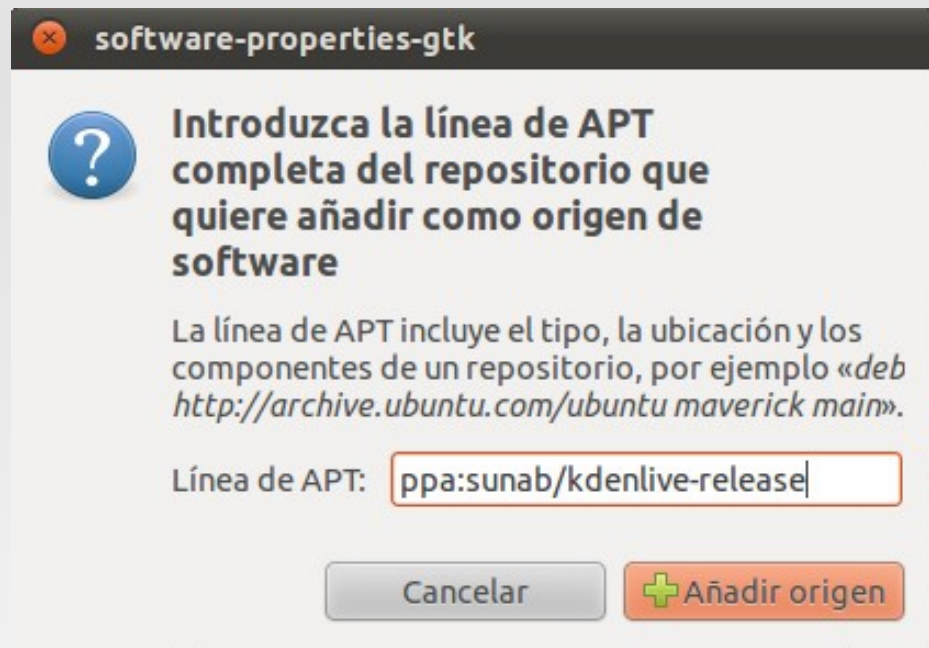 software-properties-gtk
Introduzca la línea de APT
completa del repositorio que
quiere añadir como origen de
software
La línea de APT incluye el tipo, la ubicación y los
componentes de un repositorio, por ejemplo «deb
http://archive.ubuntu.com/ubuntu maverick main».
Línea de APT: ppa:sunab/kdenlive-release
Cancelar Añadir origen